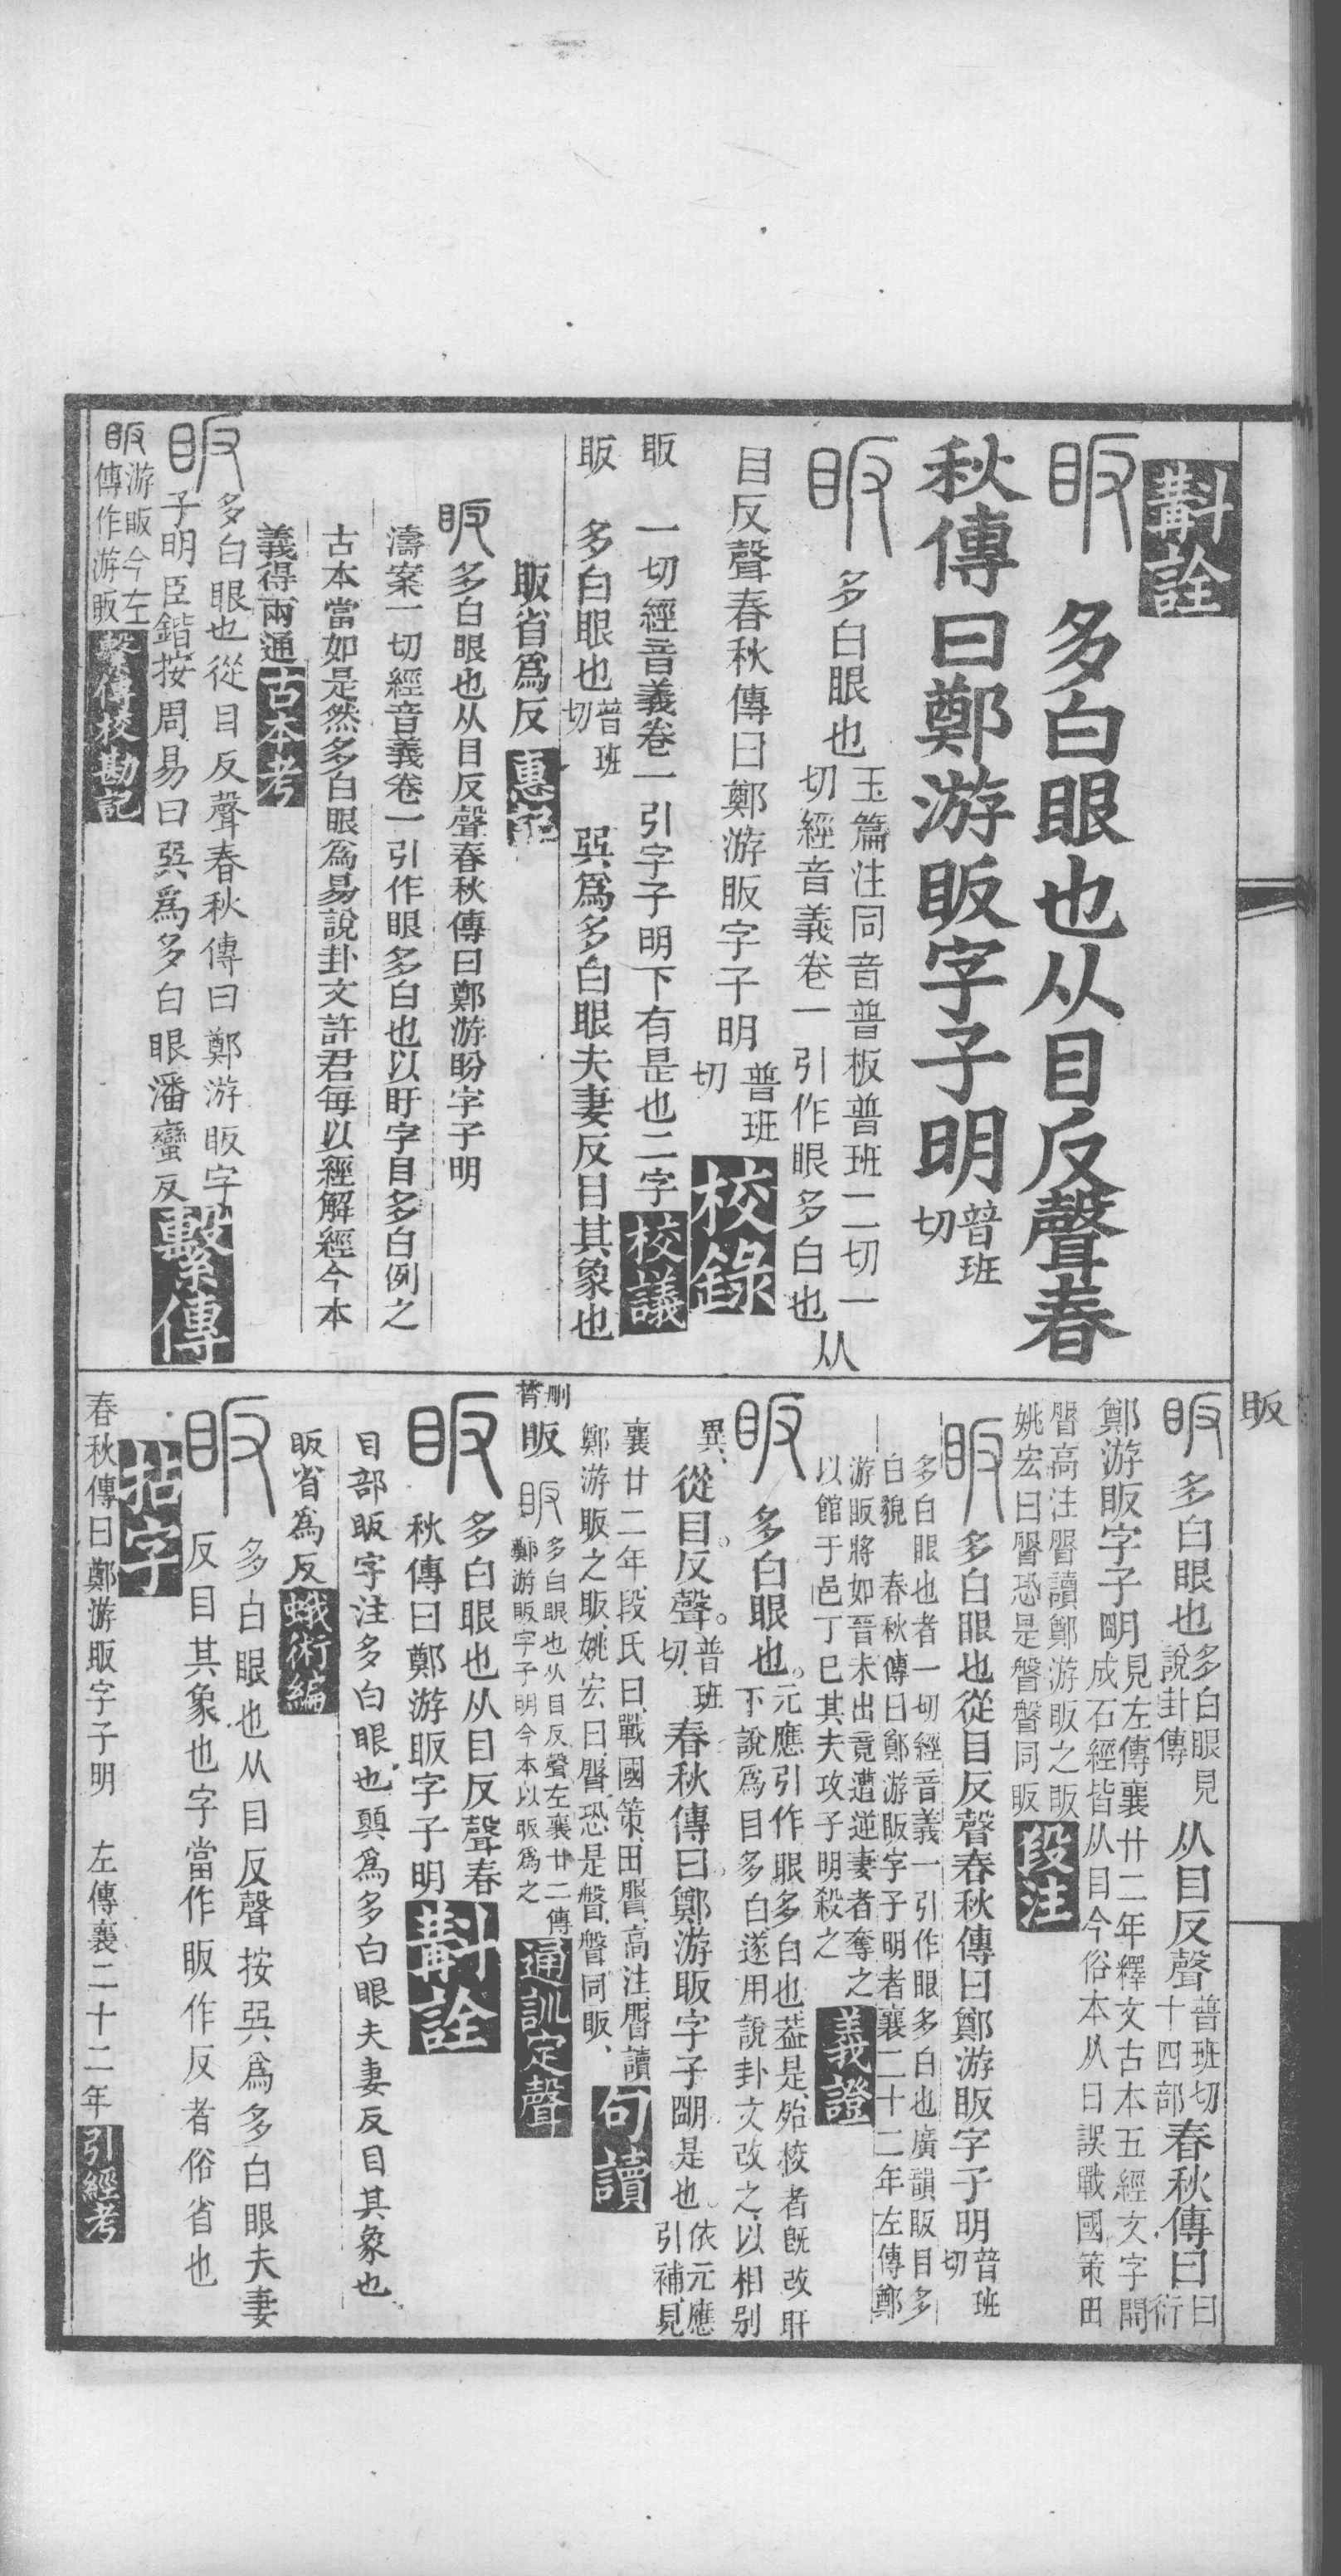 斠詮
眅 多白眼也从目反聲春
秋傳曰鄭游眅字子明普班切
眅 多白眼也玉篇注同音普板普班二切一切經音義卷一引作眼多白也 从
目反聲春秋傳曰鄭游眅字子明普班切 校錄
眅 一切經音義卷一引字子明下有是也二字 校議
眅 多白眼也普班切 㢲爲多白眼夫妻反目其象也
眅省爲反 惠
眅 多白眼也从目反聲春秋傳曰鄭游盼字子明
濤案一切經音義卷一引作眼多白也以盱字目多白例之
古本當如是然多白眼爲易說卦文許君每以經解經今本
義得兩通 古本考
眅 多白眼也從目反聲春秋傳曰鄭游眅字
子明臣鍇按周易曰㢲爲多白眼潘蠻反 繫傳
眅 游眅今左傳作游眅 繫傳校勘記
眅
眅 多白眼也多白眼見說卦傳 从目反聲普班切十四部 春秋傳曰曰衍
鄭游眅字子朙見左傳襄廿二年釋文古本五經文字開成石經皆从目今俗本从日誤戰國策田
䁂高注䁂讀鄭游眅之眅姚宏曰䁂恐是䀨䀨同眅 段注
眅 多白眼也從目反聲春秋傳曰鄭游眅字子明普班切
多白眼也者一切經音義一引作眼多白也廣韻眅目多
白貌 春秋傳曰鄭游眅字子明者襄二十二年左傳鄭
游眅將如晉未出竟遭逆妻者奪之
以館于邑丁巳其夫攻子明殺之 義證
眅 多白眼也。元應引作眼多白也葢是、殆校者既改盱下說爲目多白遂用說卦文改之、以相別
異、從目。反聲。普班切 春秋傳曰。鄭游眅字子朙是也。依元應引補、見
襄廿二年、段氏曰、戰國策、田䁂、高注、䁂讀
鄭游眅之眅、姚宏曰、䁂恐是䀨、䀨同眅、 句讀
刪
眅 眅 多白眼也从目反聲左襄廿二傳鄭游眅字子明今本以眅爲之 通訓定聲
眅 多白眼也从目反聲春
秋傳曰鄭游眅字子明 斠詮
目部眅字注多白眼也顛爲多白眼夫妻反目其象也
眅省爲反 蛾術編
眅 多白眼也从目反聲按㢲爲多白眼夫妻
反目其象也字當作眅作反者俗省也
拈字
春秋傳曰鄭游眅字子明 左傳襄二十二年 引經考